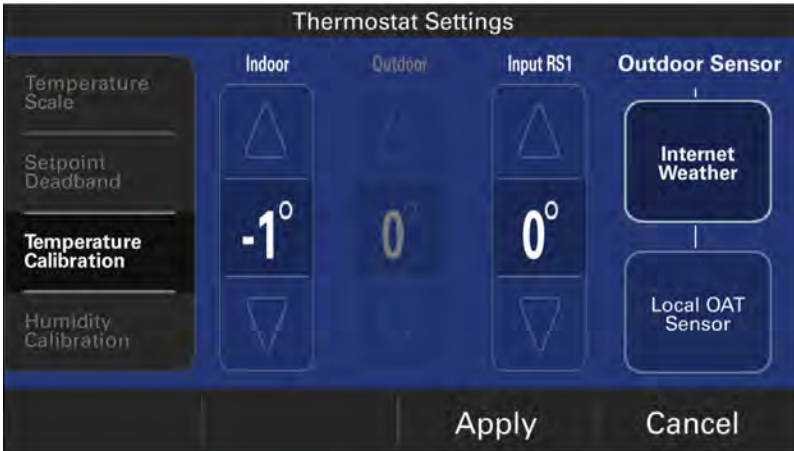 Thermostat Settings
Temperature
Scale
Setpoint
Deadband
Temperature
Calibration
Humidity
Calibration
Indoor
-1°
Outdoor
0°
Input RS1
0°
Outdoor Sensor
Internet
Weather
Local OAT
Sensor
Apply
Cancel